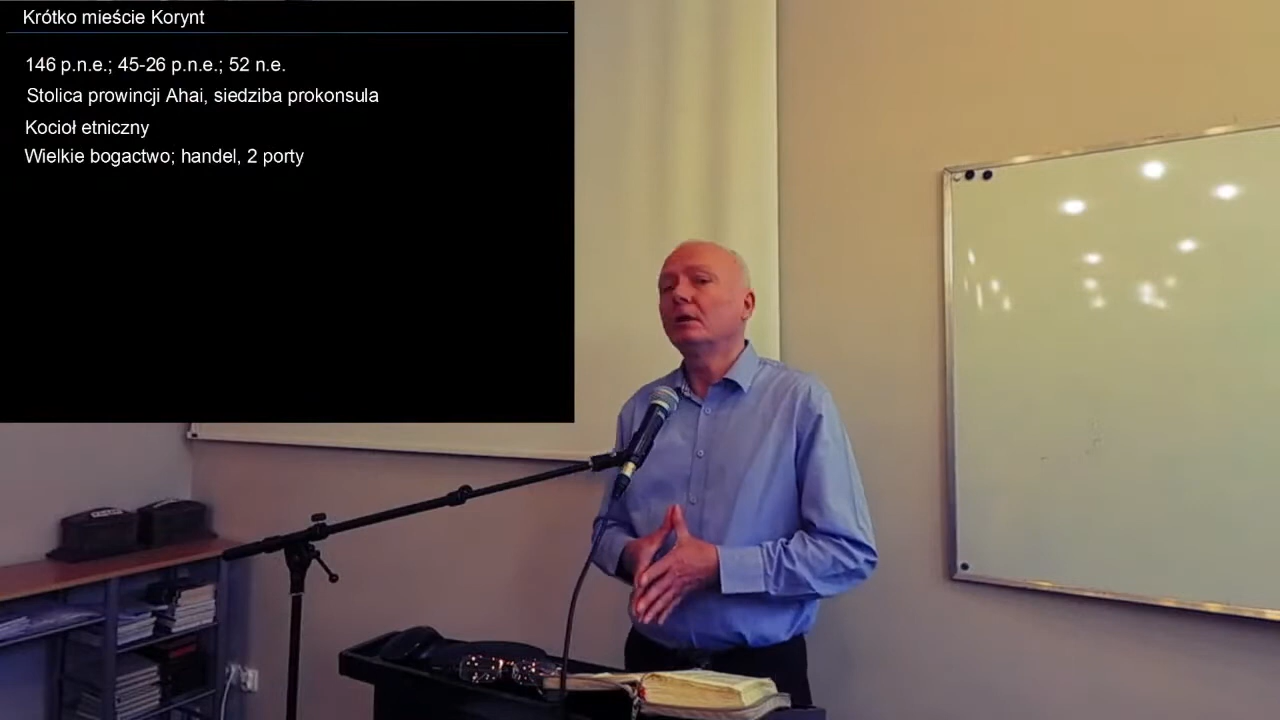 Krótko mieście Korynt
146 p.n.e.; 45-26 p.n.e.; 52 n.e.
Stolica prowincji Ahai, siedziba prokonsula
Kocioł etniczny
Wielkie bogactwo; handel, 2 porty